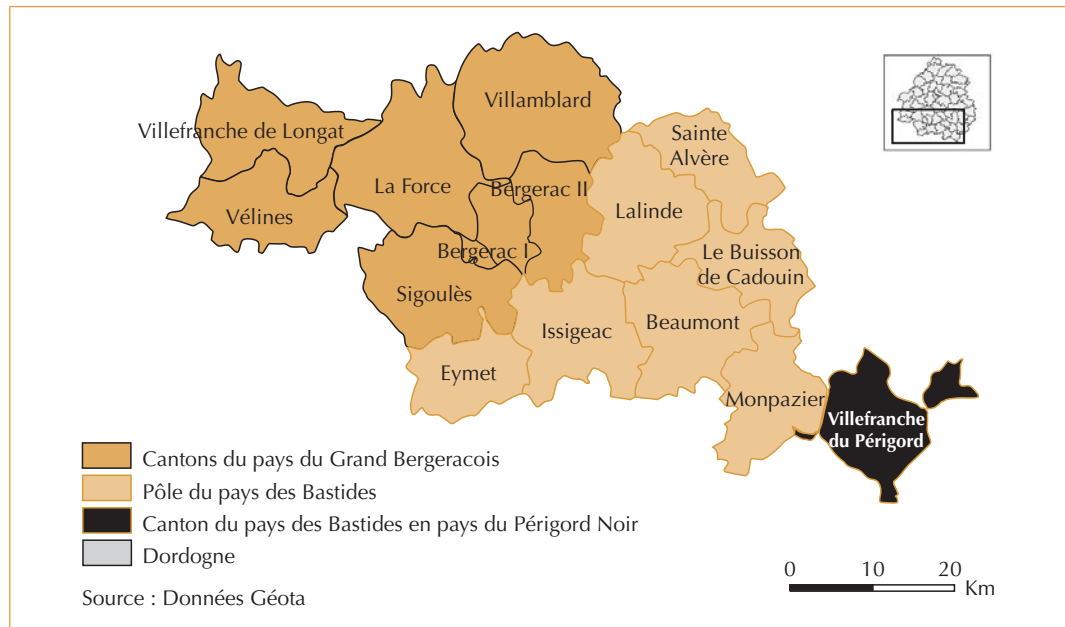 Villamblard
Villefranche de Longat
Sainte
Alvère
La Force
Bergerac II
Lalinde
Vélines
Bergerac I
Le Buisson
de Cadouin
Sigoulès
Issigeac
Beaumont
Eymet
Monpazier
Villefranche
du Périgord
Cantons du pays du Grand Bergeracois
Pôle du pays des Bastides
Canton du pays des Bastides en pays du Périgord Noir
Dordogne
0 10 20
Km
Source : Données Géota